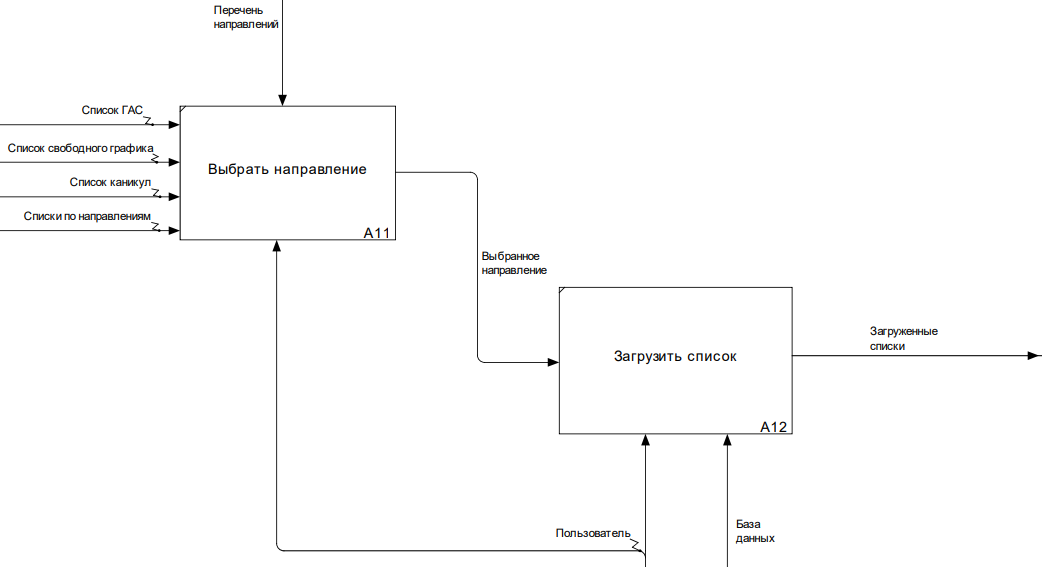 Перечень
направлений
Список ГАС
Список свободного графика
Список каникул
Списки по направлениям
Выбрать направление
A11
Выбранное
направление
Загрузить список
A12
Загруженные
списки
Пользователь
База
данных